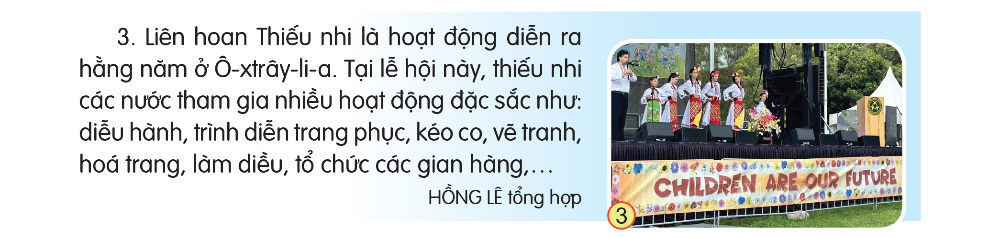 3. Liên hoan Thiếu nhi là hoạt động diễn ra
hằng năm ở Ô-xtrây-li-a. Tại lễ hội này, thiếu nhi
các nước tham gia nhiều hoạt động đặc sắc như:
diễu hành, trình diễn trang phục, kéo co, vẽ tranh,
hoá trang, làm diều, tổ chức các gian hàng,…
HỒNG LÊ tổng hợp
CHILDREN ARE OUR FUTURE
3